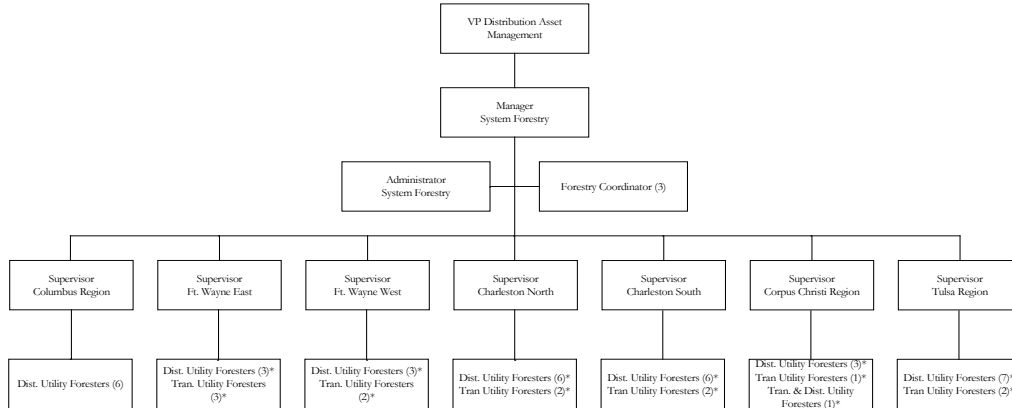 VP Distribution Asset
Management
Manager
System Forestry
Administrator
System Forestry
Forestry Coordinator (3)
Supervisor
Columbus Region
Supervisor
Ft. Wayne East
Supervisor
Ft. Wayne West
Supervisor
Charleston North
Supervisor
Charleston South
Supervisor
Corpus Christi Region
Supervisor
Tulsa Region
Dist. Utility Foresters (6)
Dist. Utility Foresters (3)*
Tran. Utility Foresters
(3)*
Dist. Utility Foresters (3)*
Tran. Utility Foresters
(2)*
Dist. Utility Foresters (6)*
Tran Utility Foresters (2)*
Dist. Utility Foresters (6)*
Tran Utility Foresters (2)*
Dist. Utility Foresters (3)*
Tran Utility Foresters (1)*
Tran. & Dist. Utility
Foresters (1)*
Dist. Utility Foresters (7)*
Tran Utility Foresters (2)*